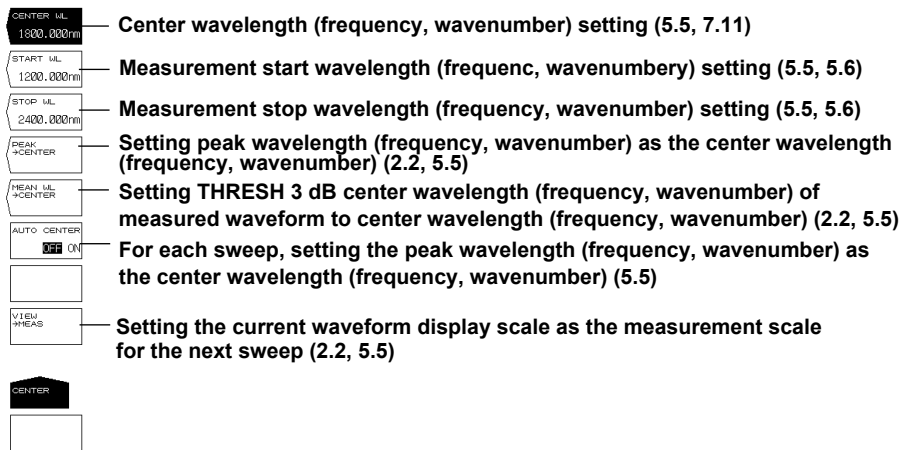 CENTER WL
1800.000nm
Center wavelength (frequency, wavenumber) setting (5.5, 7.11)
START WL
1200.000nm
Measurement start wavelength (frequenc, wavenumbery) setting (5.5, 5.6)
STOP WL
2400.000nm
Measurement stop wavelength (frequency, wavenumber) setting (5.5, 5.6)
PEAK
→CENTER
Setting peak wavelength (frequency, wavenumber) as the center wavelength
(frequency, wavenumber) (2.2, 5.5)
MEAN WL
→CENTER
Setting THRESH 3 dB center wavelength (frequency, wavenumber) of
measured waveform to center wavelength (frequency, wavenumber) (2.2, 5.5)
AUTO CENTER
OFF ON
For each sweep, setting the peak wavelength (frequency, wavenumber) as
the center wavelength (frequency, wavenumber) (5.5)
VIEW
→MEAS
Setting the current waveform display scale as the measurement scale
for the next sweep (2.2, 5.5)
CENTER